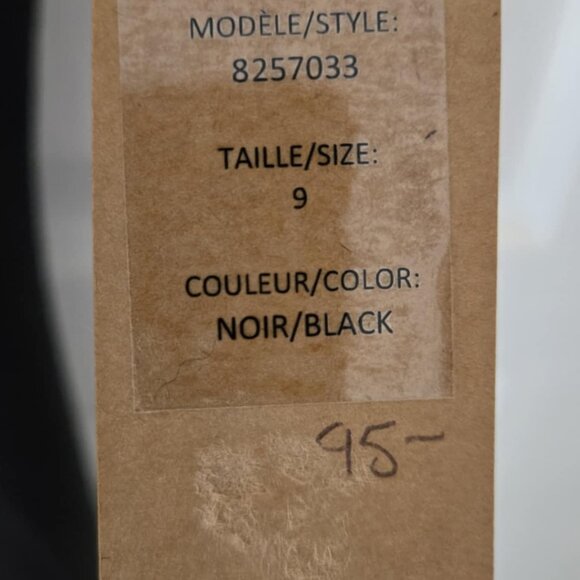 MODÈLE/STYLE:
8257033
TAILLE/SIZE:
9
COULEUR/COLOR:
NOIR/BLACK
95-